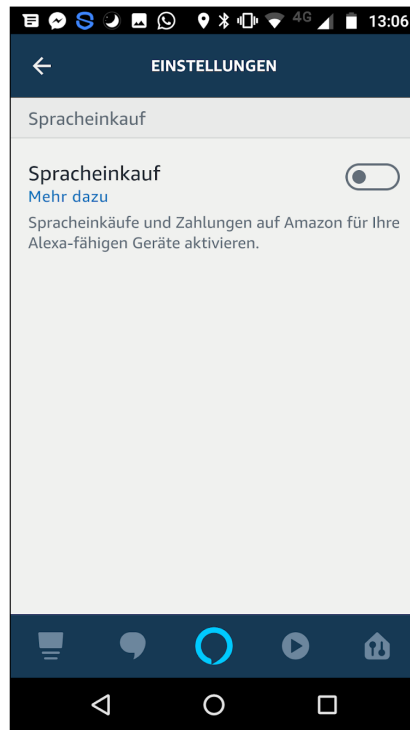 4G 13:06
EINSTELLUNGEN
Spracheinkauf
Spracheinkauf
Mehr dazu
Spracheinkäufe und Zahlungen auf Amazon für Ihre
Alexa-fähigen Geräte aktivieren.